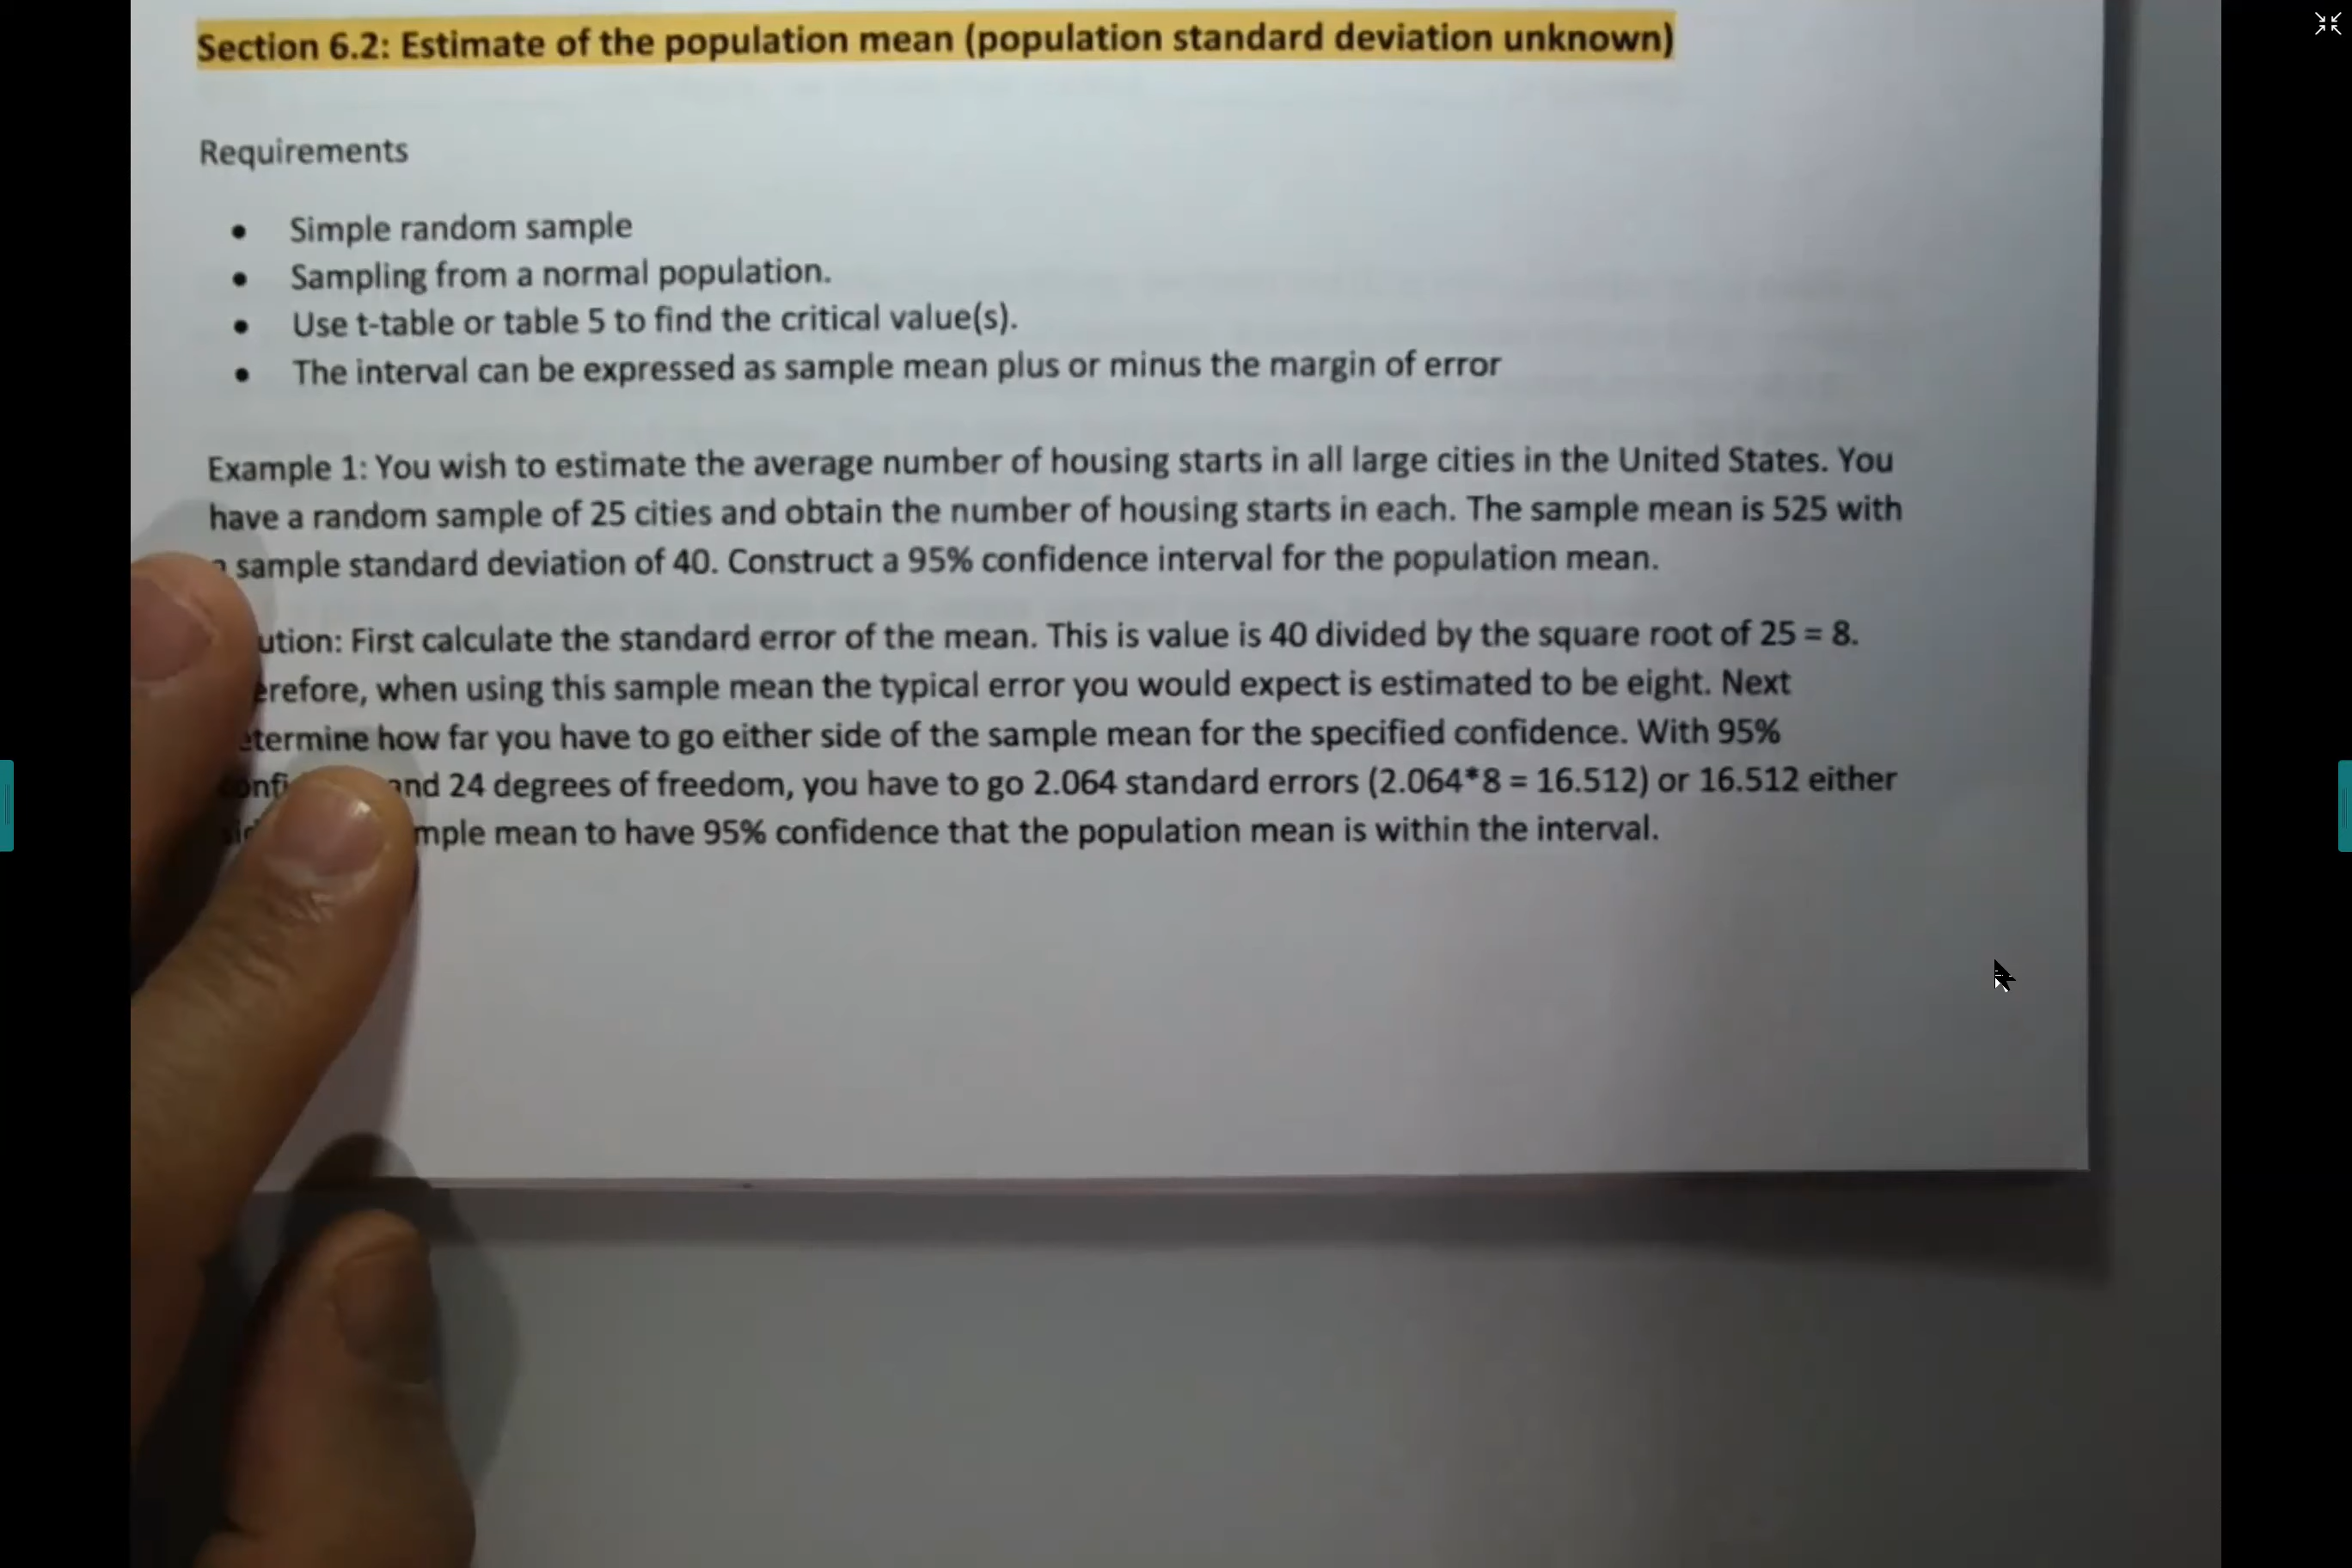 Section 6.2: Estimate of the population mean (population standard deviation unknown)
Requirements
• Simple random sample
• Sampling from a normal population.
• Use t-table or table 5 to find the critical value(s).
• The interval can be expressed as sample mean plus or minus the margin of error
Example 1: You wish to estimate the average number of housing starts in all large cities in the United States. You
have a random sample of 25 cities and obtain the number of housing starts in each. The sample mean is 525 with
sample standard deviation of 40. Construct a 95% confidence interval for the population mean.
ution: First calculate the standard error of the mean. This is value is 40 divided by the square root of 25 = 8.
erefore, when using this sample mean the typical error you would expect is estimated to be eight. Next
etermine how far you have to go either side of the sample mean for the specified confidence. With 95%
and 24 degrees of freedom, you have to go 2.064 standard errors (2.064*8 = 16.512) or 16.512 either
mple mean to have 95% confidence that the population mean is within the interval.